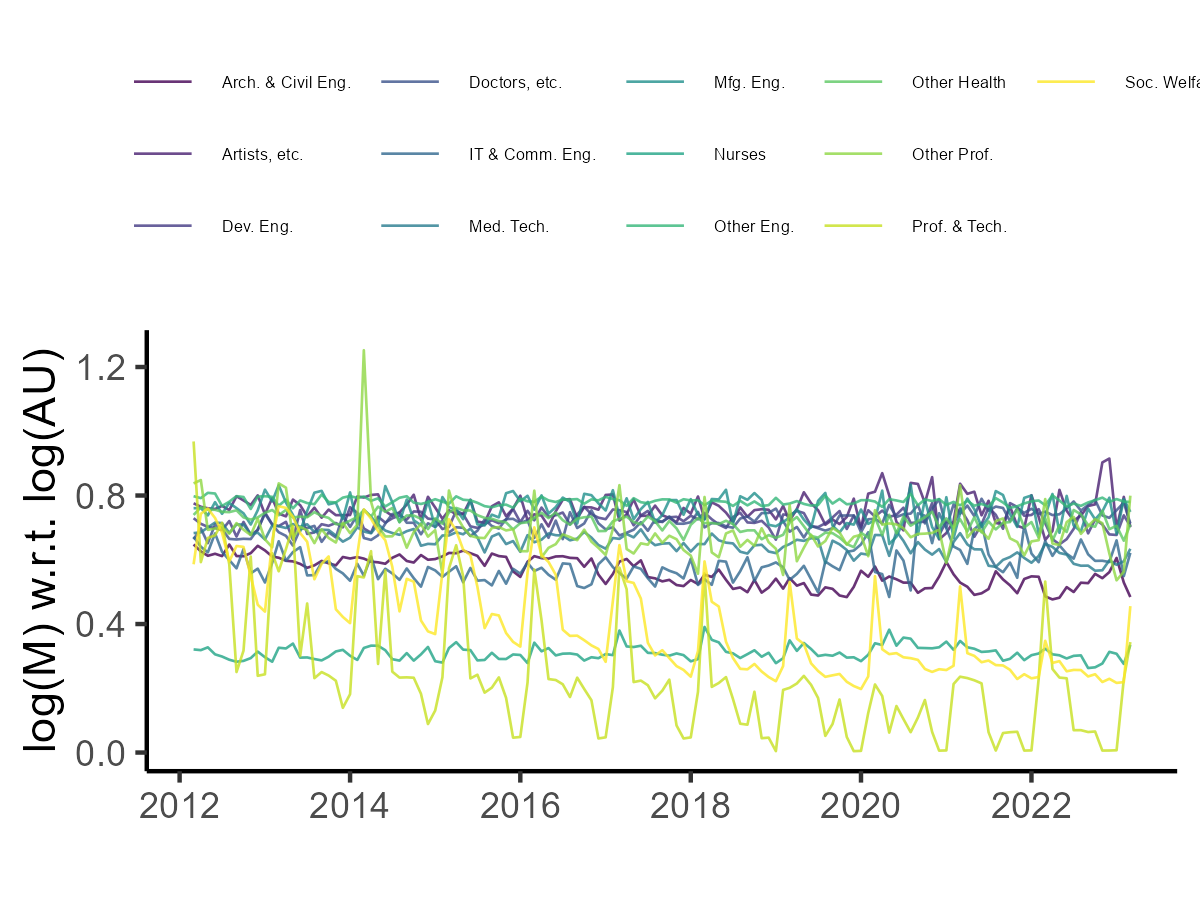 Arch. & Civil Eng. Doctors, etc. Mfg. Eng. Other Health Soc. Welfa
Artists, etc. IT & Comm. Eng. Nurses Other Prof.
Dev. Eng. Med. Tech. Other Eng. Prof. & Tech.
log(M) w.r.t. log(AU)
1.2
0.8
0.4
0.0
2012 2014 2016 2018 2020 2022